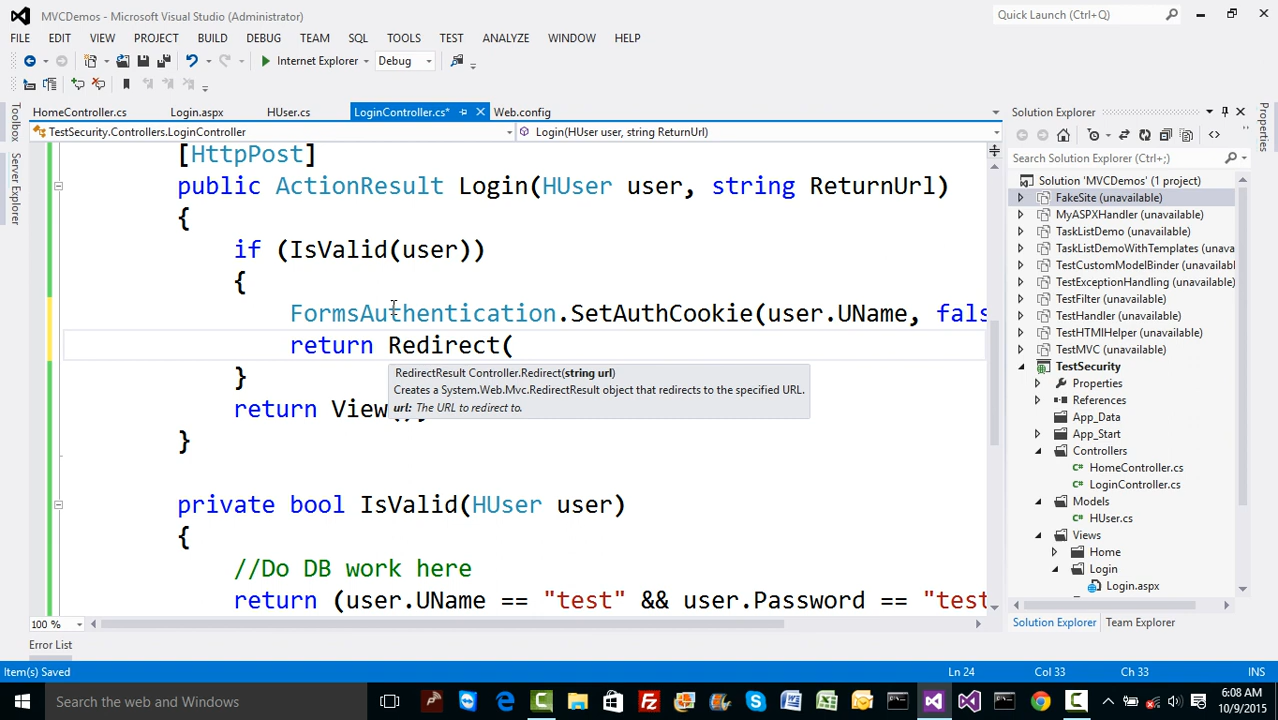 MVCDemos - Microsoft Visual Studio (Administrator)
Quick Launch (Ctrl+Q)
FILE EDIT VIEW PROJECT BUILD DEBUG TEAM SQL TOOLS TEST ANALYZE WINDOW HELP
Internet Explorer Debug
HomeController.cs Login.aspx HUser.cs LoginController.cs* Web.config
TestSecurity.Controllers.LoginController Login(HUser user, string ReturnUrl)
Toolbox
Server Explorer
[HttpPost]
public ActionResult Login(HUser user, string ReturnUrl)
{
if (IsValid(user))
{
FormsAuthentication.SetAuthCookie(user.UName, fals
return Redirect(
RedirectResult Controller.Redirect(string url)
Creates a System.Web.Mvc.RedirectResult object that redirects to the specified URL.
url: The URL to redirect to.
}
return View();
}
private bool IsValid(HUser user)
{
//Do DB work here
return (user.UName == "test" && user.Password == "test
100 %
Error List
Solution Explorer
Search Solution Explorer (Ctrl+;)
Solution 'MVCDemos' (1 project)
FakeSite (unavailable)
MyASPXHandler (unavailable)
TaskListDemo (unavailable)
TaskListDemoWithTemplates (unava
TestCustomModelBinder (unavailabl
TestExceptionHandling (unavailable)
TestFilter (unavailable)
TestHandler (unavailable)
TestHTMIHelper (unavailable)
TestMVC (unavailable)
TestSecurity
Properties
References
App_Data
App_Start
Controllers
HomeController.cs
LoginController.cs
Models
HUser.cs
Views
Home
Login
Login.aspx
Solution Explorer Team Explorer
Properties
Item(s) Saved Ln 24 Col 33 Ch 33 INS
Search the web and Windows
6:08 AM
10/9/2015